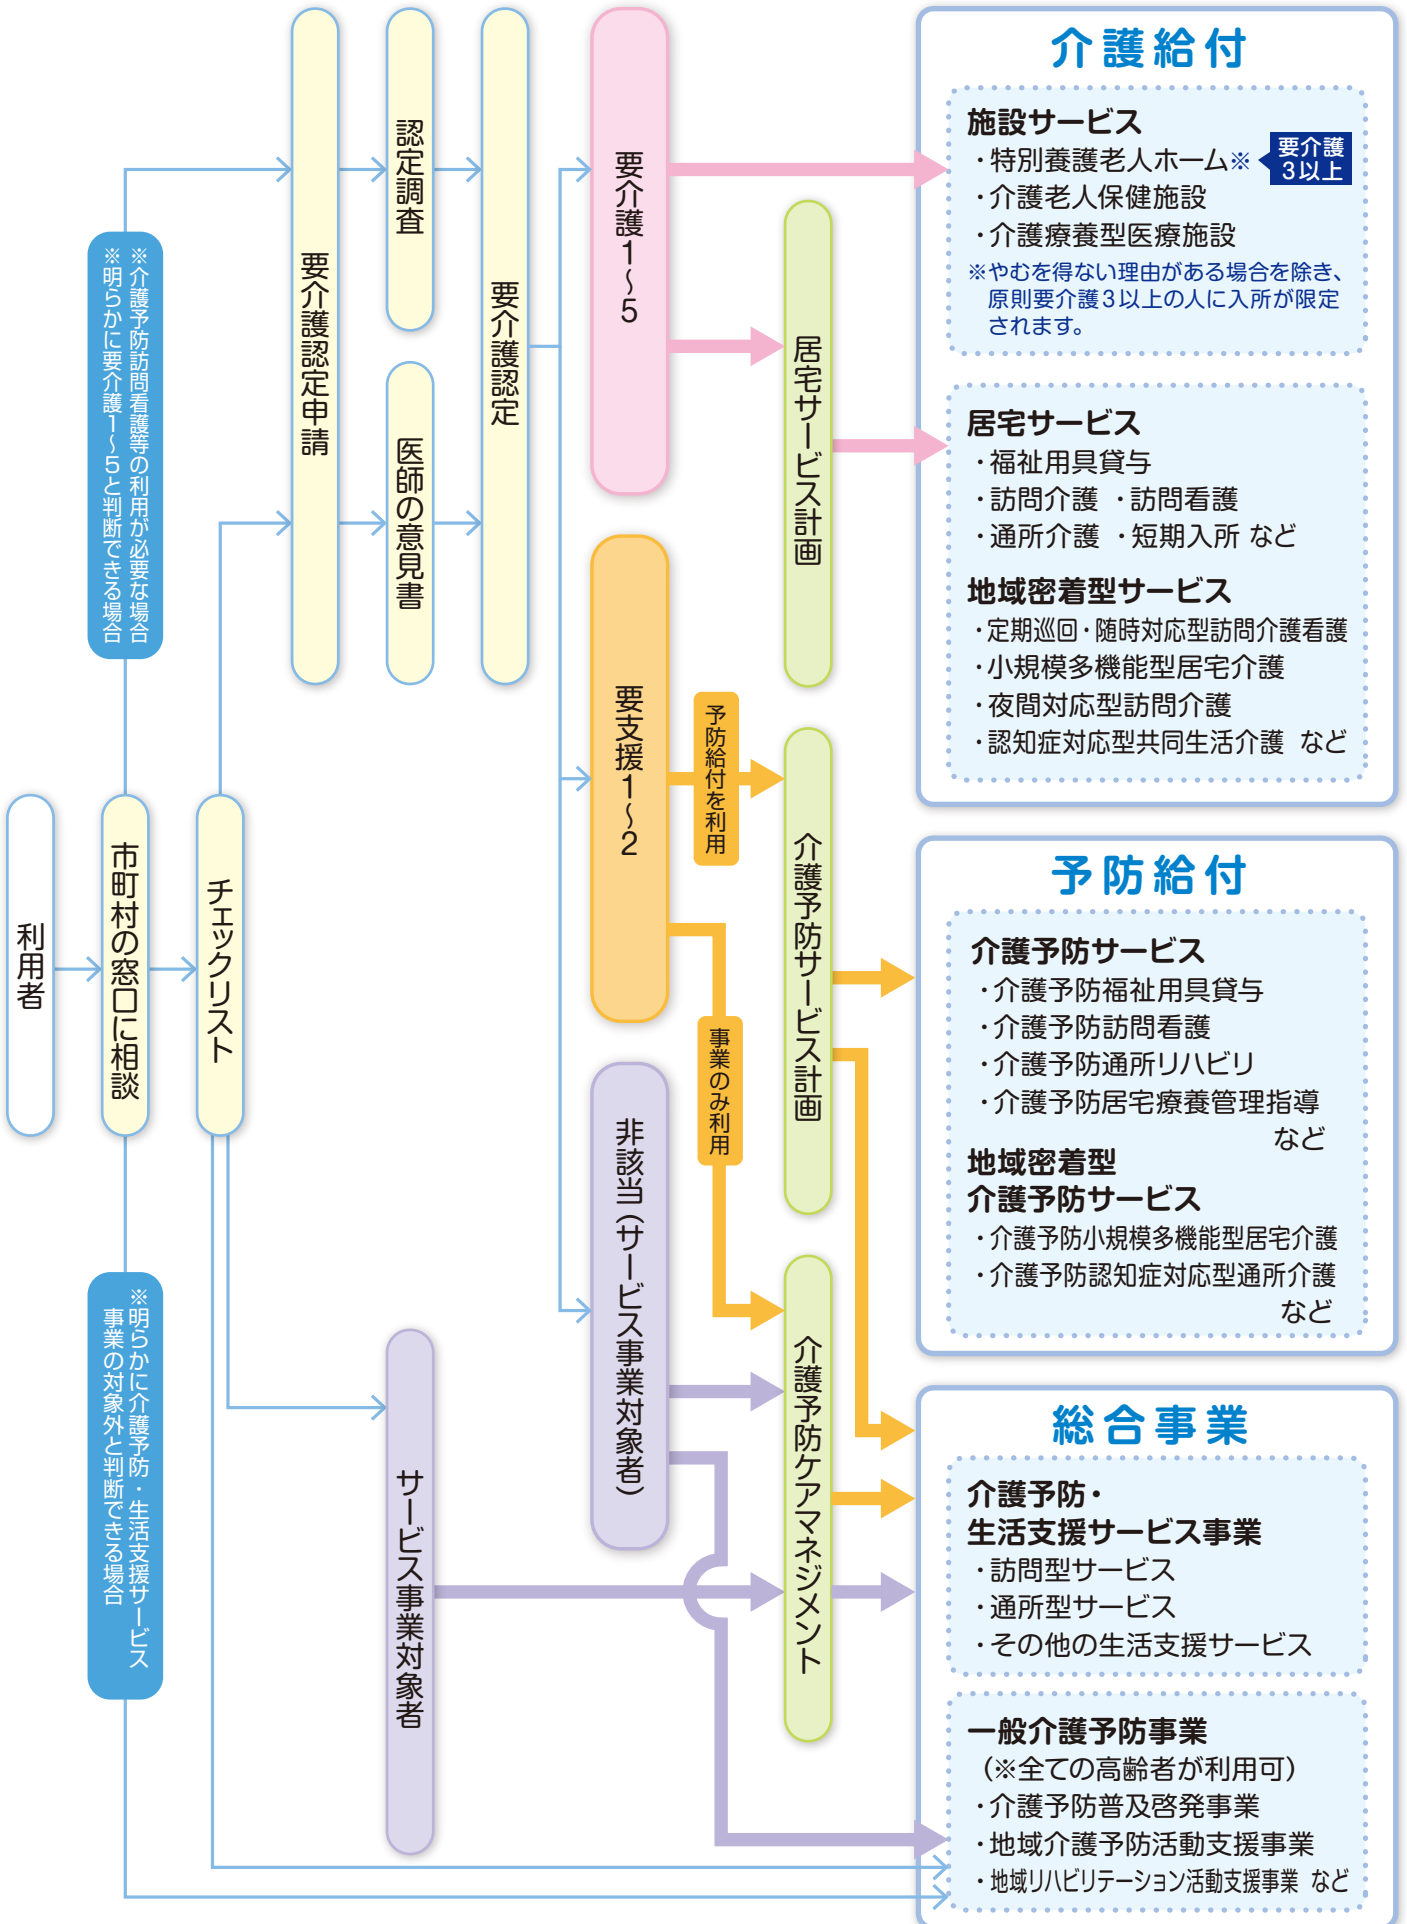 利用者
市町村の窓口に相談
※介護予防訪問看護等の利用が必要な場合
※明らかに要介護1〜5と判断できる場合
※明らかに介護予防・生活支援サービス
事業の対象外と判断できる場合
チェックリスト
要介護認定申請
認定調査
医師の意見書
要介護認定
サービス事業対象者
要介護1〜5
要支援1〜2
非該当(サービス事業対象者)
予防給付を利用
事業のみ利用
居宅サービス計画
介護予防サービス計画
介護予防ケアマネジメント
介護給付
施設サービス
・特別養護老人ホーム※
要介護
3以上
・介護老人保健施設
・介護療養型医療施設
※やむを得ない理由がある場合を除き、
原則要介護3以上の人に入所が限定
されます。
居宅サービス
・福祉用具貸与
・訪問介護 ・訪問看護
・通所介護 ・短期入所 など
地域密着型サービス
・定期巡回・随時対応型訪問介護看護
・小規模多機能型居宅介護
・夜間対応型訪問介護
・認知症対応型共同生活介護 など
予防給付
介護予防サービス
・介護予防福祉用具貸与
・介護予防訪問看護
・介護予防通所リハビリ
・介護予防居宅療養管理指導
など
地域密着型
介護予防サービス
・介護予防小規模多機能型居宅介護
・介護予防認知症対応型通所介護
など
総合事業
介護予防・
生活支援サービス事業
・訪問型サービス
・通所型サービス
・その他の生活支援サービス
一般介護予防事業
(※全ての高齢者が利用可)
・介護予防普及啓発事業
・地域介護予防活動支援事業
・地域リハビリテーション活動支援事業 など